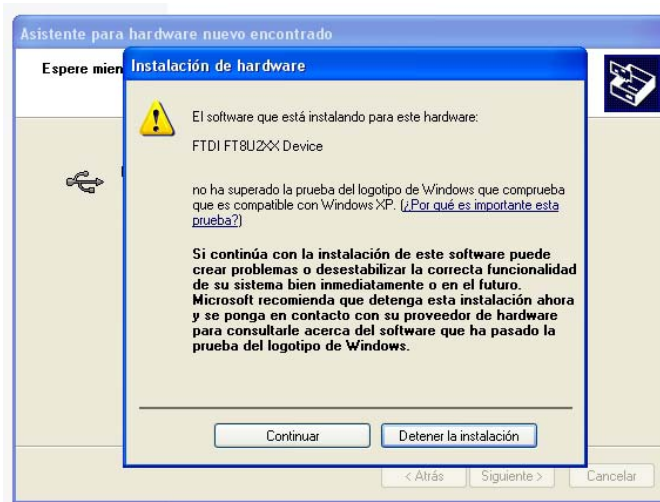 Asistente para hardware nuevo encontrado
Espere mien
Instalación de hardware
El software que está instalando para este hardware:
FTDI FT8U2XX Device
no ha superado la prueba del logotipo de Windows que comprueba
que es compatible con Windows XP. (¿Por qué es importante esta
prueba?)
Si continúa con la instalación de este software puede
crear problemas o desestabilizar la correcta funcionalidad
de su sistema bien inmediatamente o en el futuro.
Microsoft recomienda que detenga esta instalación ahora
y se ponga en contacto con su proveedor de hardware
para consultarle acerca del software que ha pasado la
prueba del logotipo de Windows.
Continuar
Detener la instalación
< Atrás
Siguiente >
Cancelar